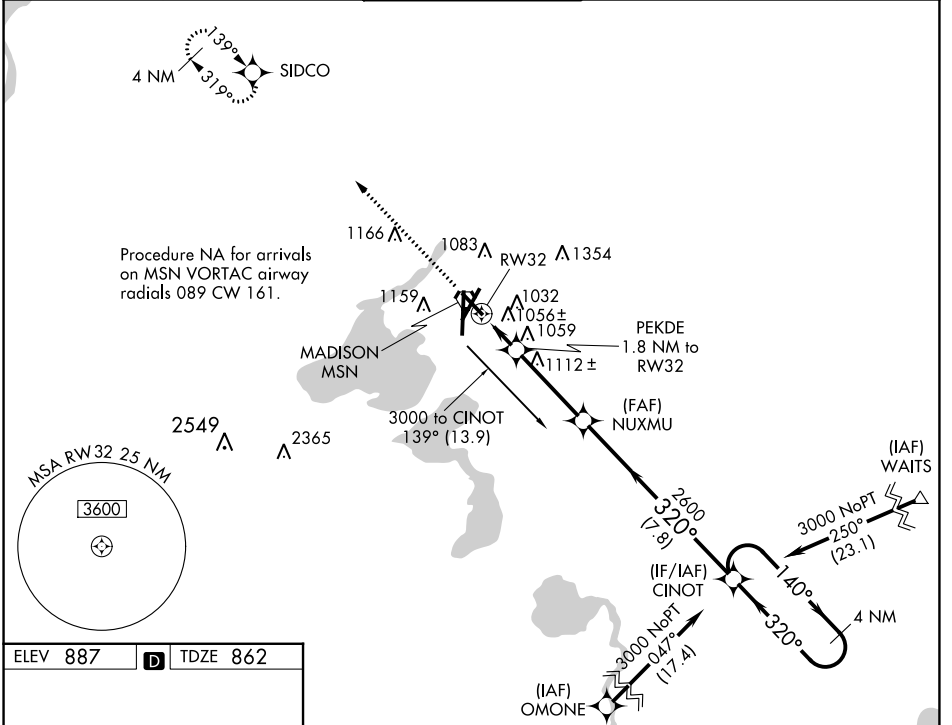 139°
4 NM
319°
SIDCO
Procedure NA for arrivals
on MSN VORTAC airway
radials 089 CW 161.
1166
1083
RW32
1354
1159
1032
1056±
1059
1112±
PEKDE
1.8 NM to
RW32
MADISON
MSN
3000 to CINOT
139° (13.9)
(FAF)
NUXMU
2549
2365
MSA RW32 25 NM
3600
(IAF)
WAITS
3000 NoPT
250°
(23.1)
2600
320°
(7.8)
(IF/IAF)
CINOT
140°
320°
4 NM
3000 NoPT
047°
(17.4)
(IAF)
OMONE
ELEV 887 D TDZE 862